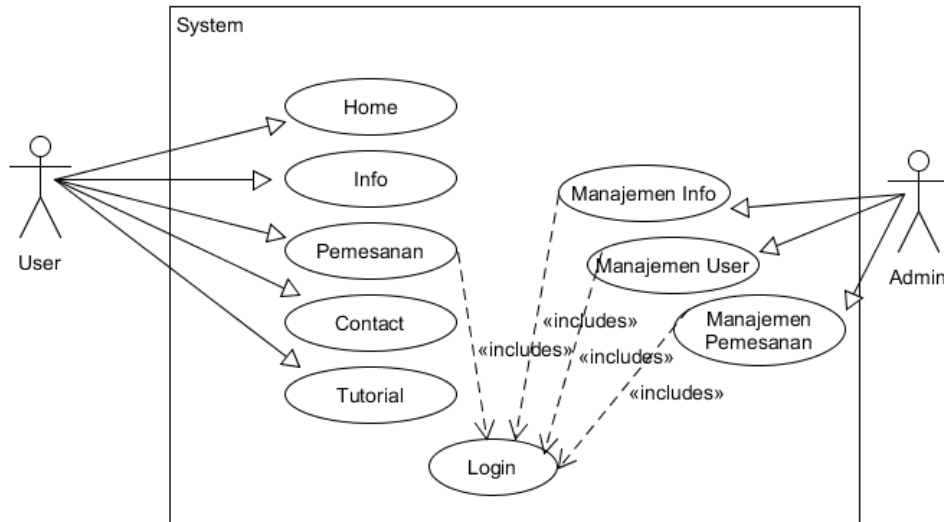 System
Home
Info
Pemesanan
Contact
Tutorial
User
Manajemen Info
Manajemen User
Manajemen
Pemesanan
Admin
«includes»
«includes»
«includes»
«includes»
Login